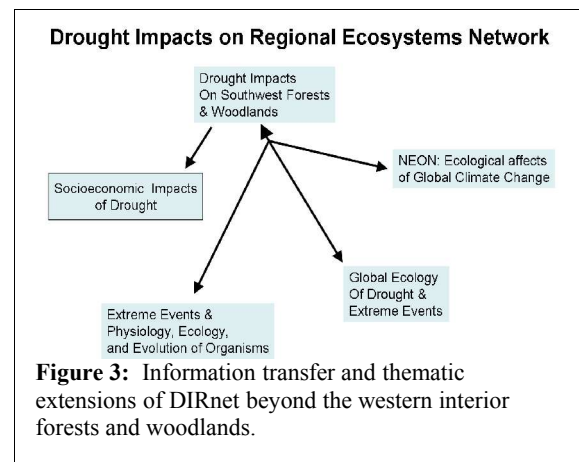 Drought Impacts on Regional Ecosystems Network
Drought Impacts
On Southwest Forests
& Woodlands
NEON: Ecological affects
of Global Climate Change
Socioeconomic Impacts
of Drought
Global Ecology
Of Drought &
Extreme Events
Extreme Events &
Physiology, Ecology,
and Evolution of Organisms
Figure 3: Information transfer and thematic
extensions of DIRnet beyond the western interior
forests and woodlands.